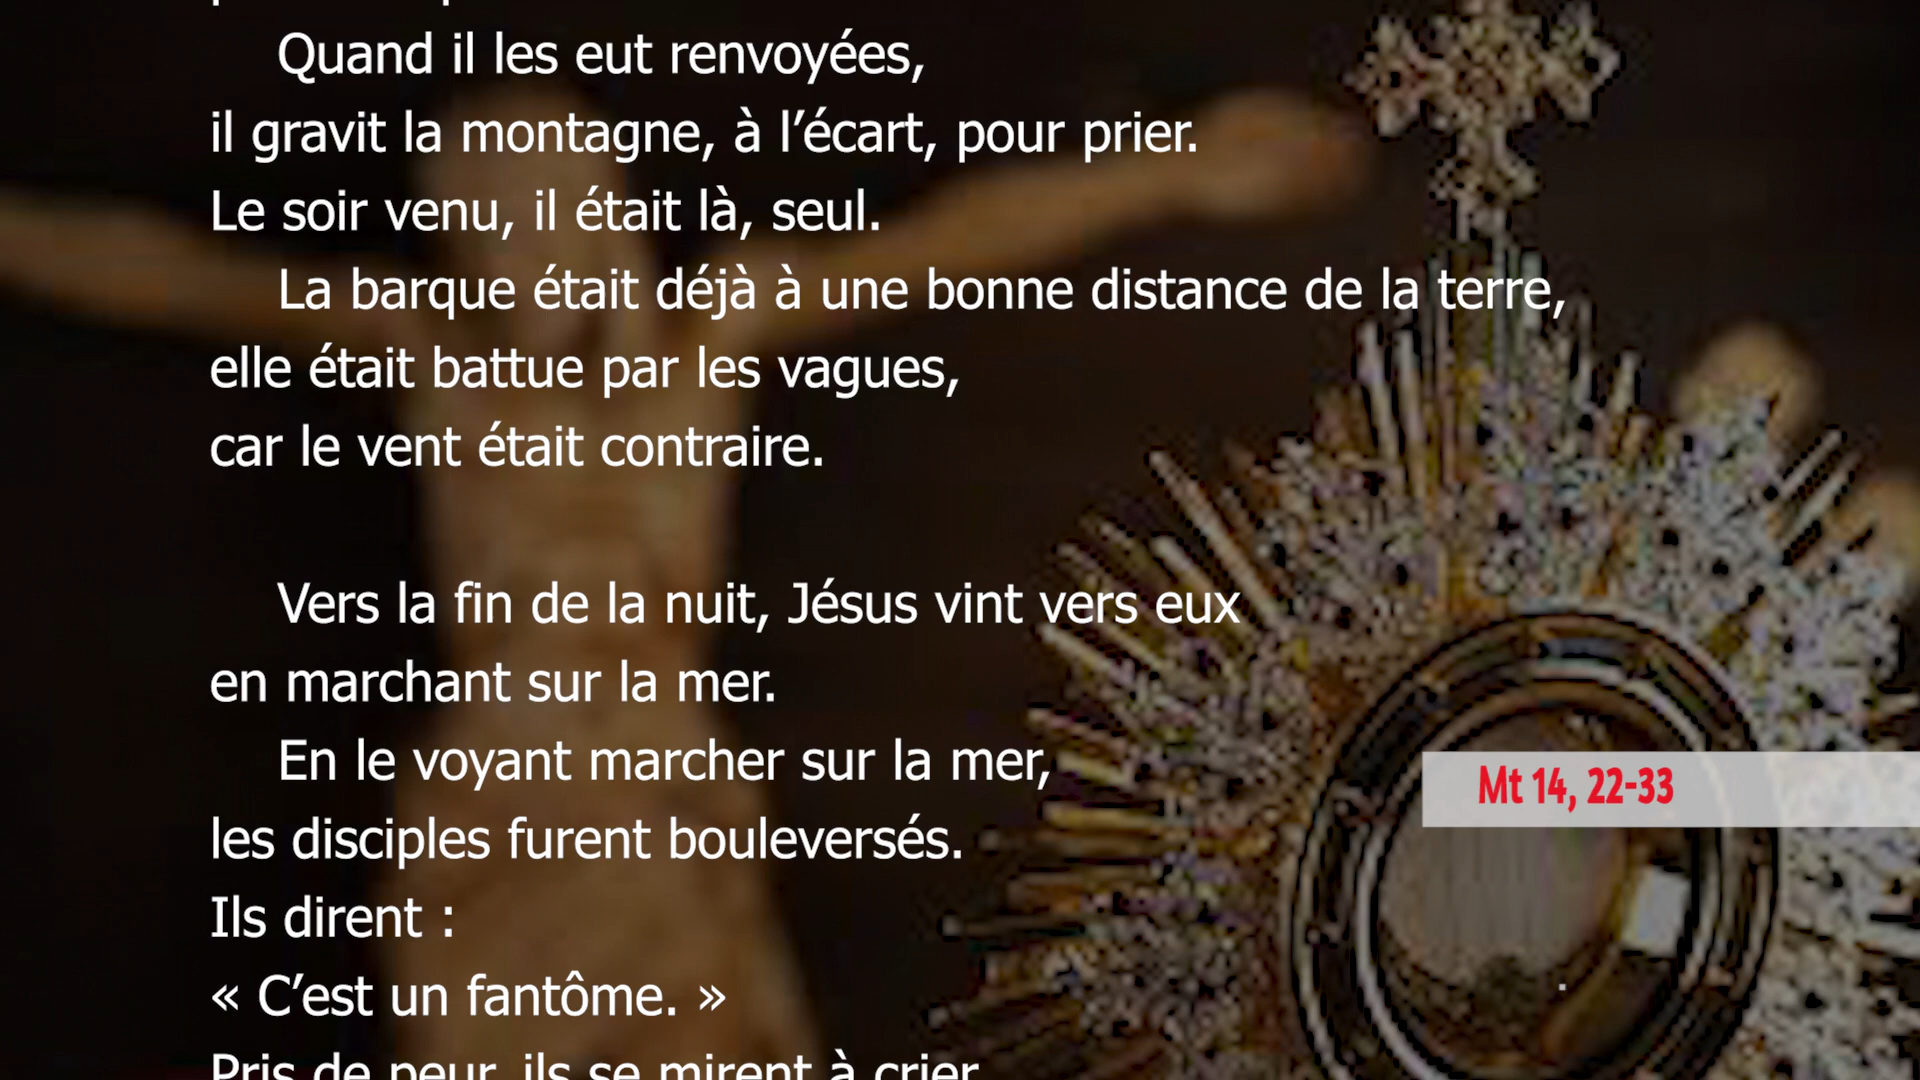 Quand il les eut renvoyées,
il gravit la montagne, à l’écart, pour prier.
Le soir venu, il était là, seul.
La barque était déjà à une bonne distance de la terre,
elle était battue par les vagues,
car le vent était contraire.
Vers la fin de la nuit, Jésus vint vers eux
en marchant sur la mer.
En le voyant marcher sur la mer,
les disciples furent bouleversés.
Ils dirent :
« C’est un fantôme. »
Pris de peur, ils se mirent à crier
Mt 14, 22-33